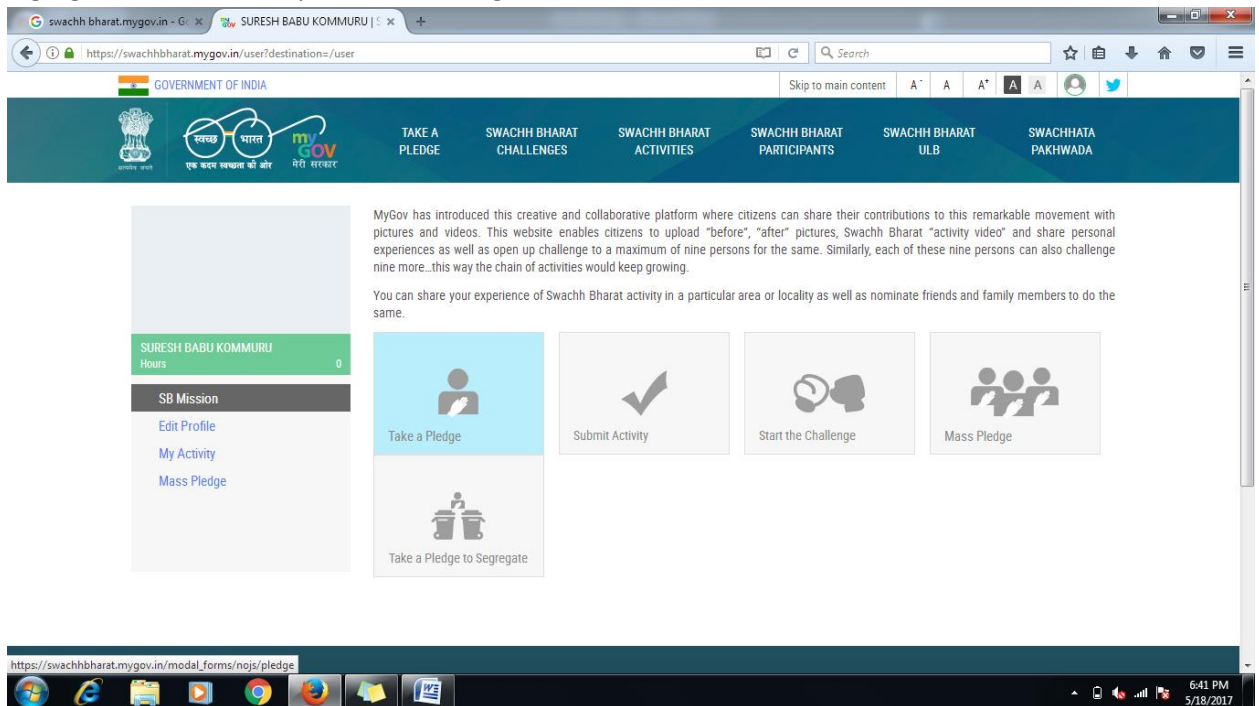 swachh bharat.mygov.in - G
SURESH BABU KOMMURU | S
https://swachhbharat.mygov.in/user?destination=/user
Search
GOVERNMENT OF INDIA
Skip to main content A- A A+ A A
स्वच्छ भारत
एक कदम स्वच्छता की ओर
my GOV
मेरी सरकार
सत्यमेव जयते
TAKE A PLEDGE
SWACHH BHARAT CHALLENGES
SWACHH BHARAT ACTIVITIES
SWACHH BHARAT PARTICIPANTS
SWACHH BHARAT ULB
SWACHHATA PAKHWADA
MyGov has introduced this creative and collaborative platform where citizens can share their contributions to this remarkable movement with
pictures and videos. This website enables citizens to upload "before", "after" pictures, Swachh Bharat "activity video" and share personal
experiences as well as open up challenge to a maximum of nine persons for the same. Similarly, each of these nine persons can also challenge
nine more...this way the chain of activities would keep growing.
You can share your experience of Swachh Bharat activity in a particular area or locality as well as nominate friends and family members to do the
same.
SURESH BABU KOMMURU
Hours 0
SB Mission
Edit Profile
My Activity
Mass Pledge
Take a Pledge
Submit Activity
Start the Challenge
Mass Pledge
Take a Pledge to Segregate
https://swachhbharat.mygov.in/modal_forms/nojs/pledge
6:41 PM
5/18/2017